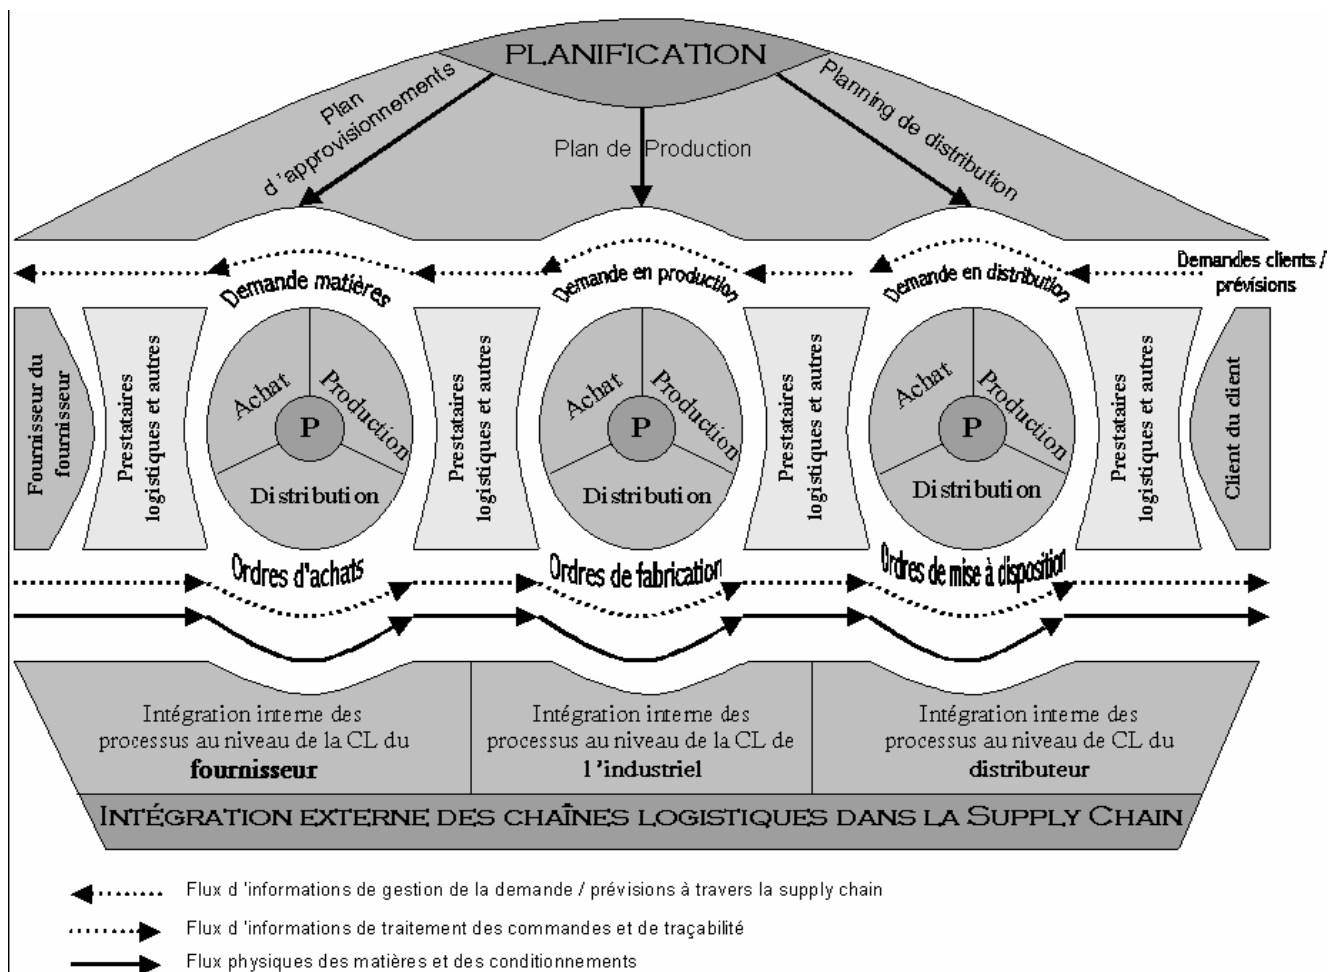 PLANIFICATION
Plan
d 'approvisionnements
Plan de Production
Planning de distribution
Demande matières
Demande en production
Demande en distribution
Demandes clients /
prévisions
Fournisseur du
fournisseur
Prestataires
logistiques et autres
Achat
Production
P
Distribution
Prestataires
logistiques et autres
Achat
Production
P
Distribution
Prestataires
logistiques et autres
Achat
Production
P
Distribution
Prestataires
logistiques et autres
Client du client
Ordres d'achats
Ordres de fabrication
Ordres de mise à disposition
Intégration interne des
processus au niveau de la CL du
fournisseur
Intégration interne des
processus au niveau de la CL de
l 'industriel
Intégration interne des
processus au niveau de CL du
distributeur
INTÉGRATION EXTERNE DES CHAÎNES LOGISTIQUES DANS LA SUPPLY CHAIN
Flux d 'informations de gestion de la demande / prévisions à travers la supply chain
Flux d 'informations de traitement des commandes et de traçabilité
Flux physiques des matières et des conditionnements